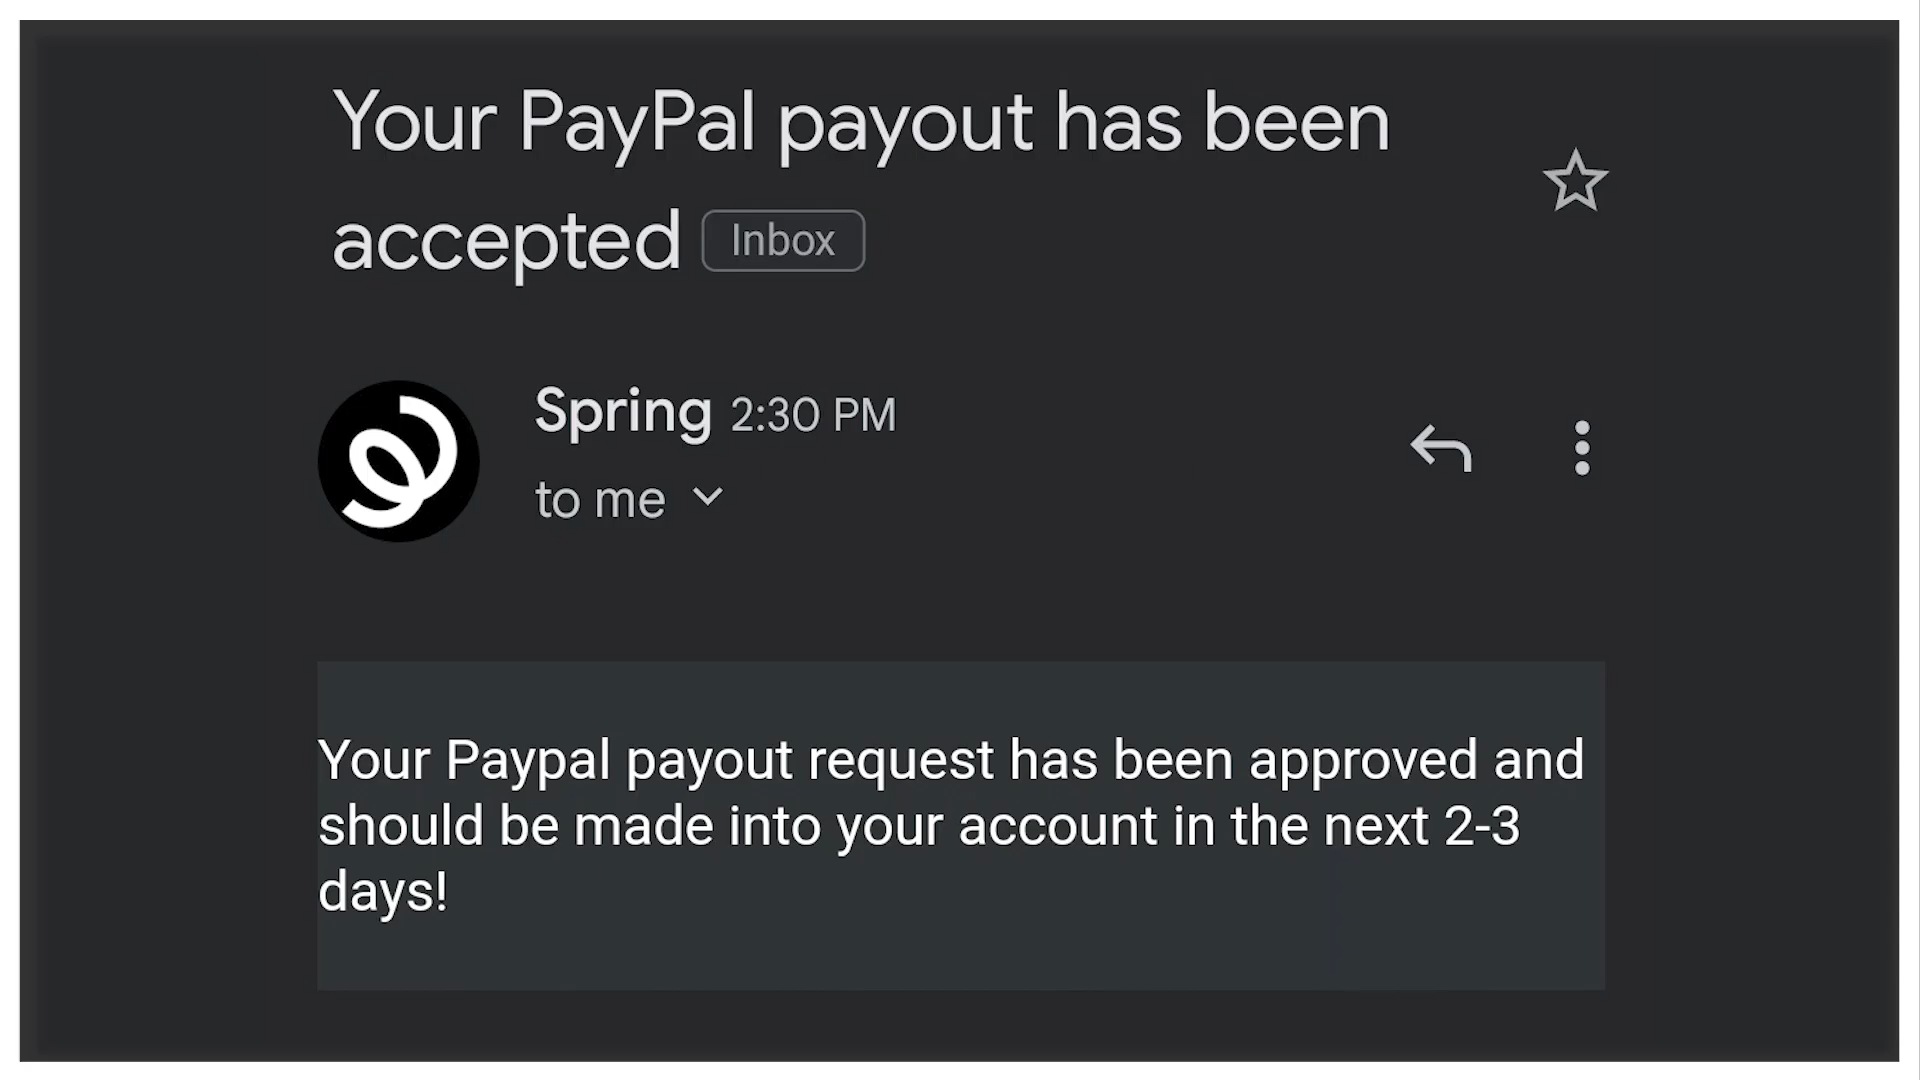 Your PayPal payout has been
accepted Inbox
Spring 2:30 PM
to me
Your Paypal payout request has been approved and
should be made into your account in the next 2-3
days!